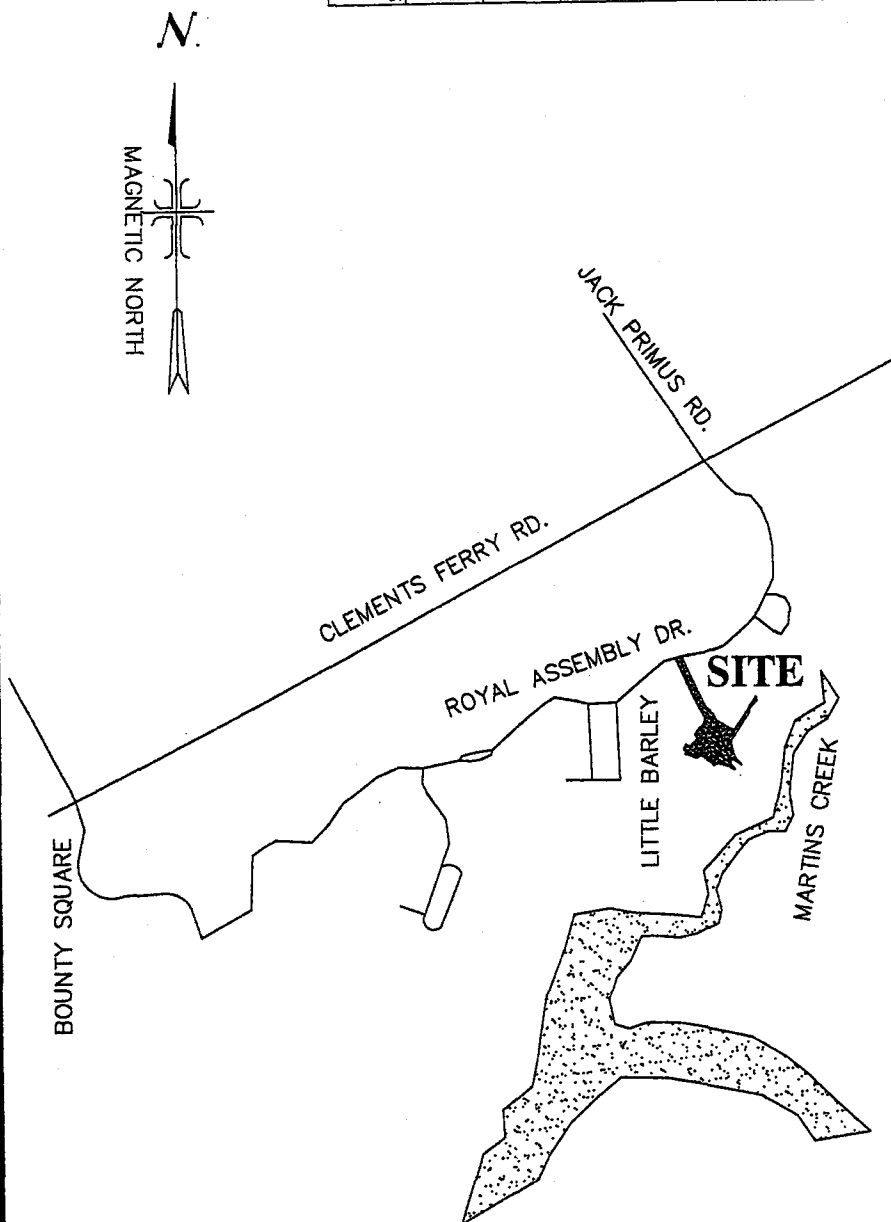 N.
MAGNETIC NORTH
JACK PRIMUS RD.
CLEMENTS FERRY RD.
ROYAL ASSEMBLY DR.
SITE
LITTLE BARLEY
MARTINS CREEK
BOUNTY SQUARE